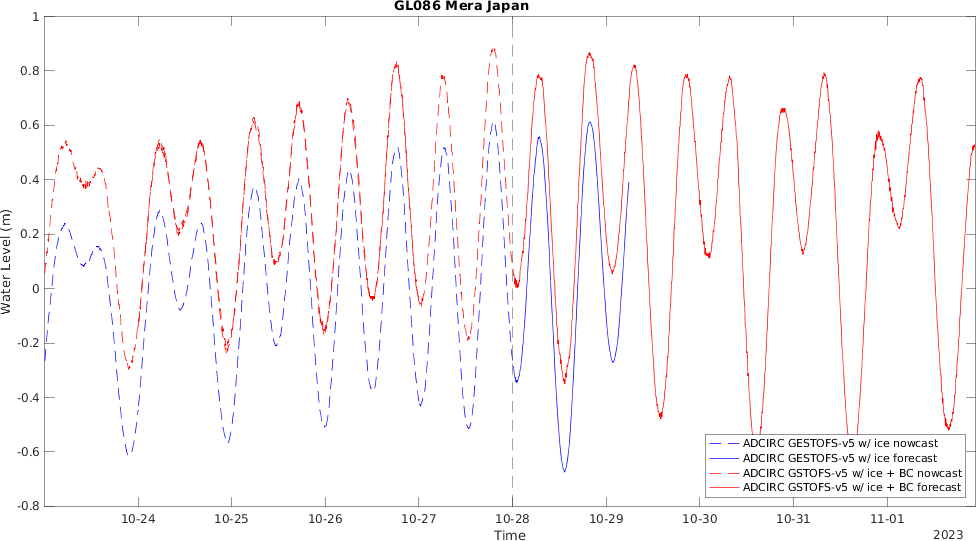 GL086 Mera Japan
1
0.8
0.6
0.4
0.2
0
-0.2
-0.4
-0.6
-0.8
Water Level (m)
ADCIRC GESTOFS-v5 w/ ice nowcast
ADCIRC GESTOFS-v5 w/ ice forecast
ADCIRC GSTOFS-v5 w/ ice + BC nowcast
ADCIRC GSTOFS-v5 w/ ice + BC forecast
10-24
10-25
10-26
10-27
10-28
10-29
10-30
10-31
11-01
Time
2023